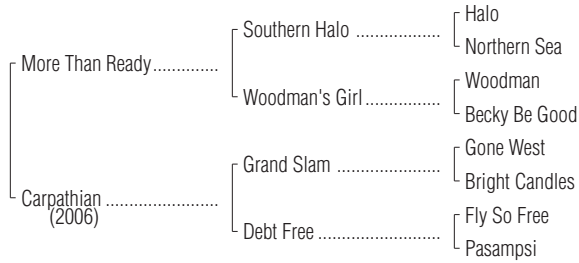 Halo
Southern Halo ..................
Northern Sea
More Than Ready..............
Woodman
Woodman's Girl ................
Becky Be Good
Gone West
Grand Slam ......................
Bright Candles
Carpathian ........................
(2006)
Fly So Free
Debt Free ..........................
Pasampsi